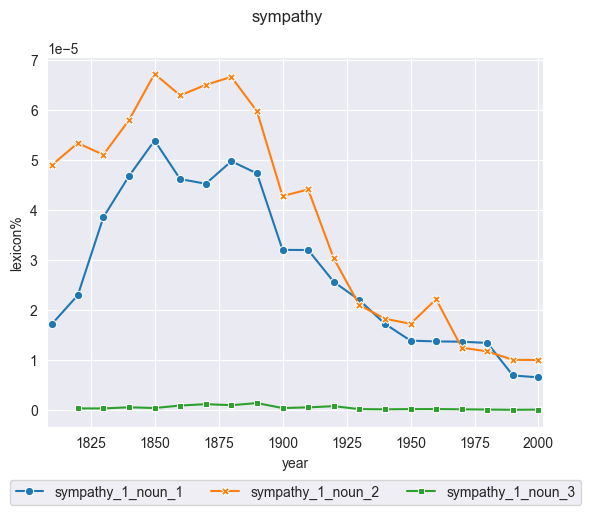 sympathy
1e−5
7
6
5
4
3
2
1
0
lexicon%
1825 1850 1875 1900 1925 1950 1975 2000
year
sympathy_1_noun_1 sympathy_1_noun_2 sympathy_1_noun_3